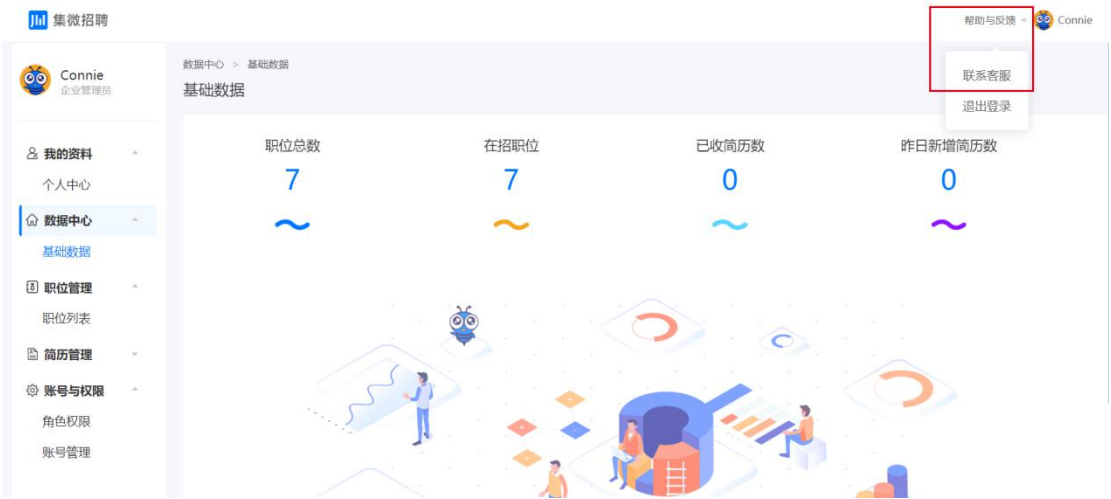 集微招聘
帮助与反馈
Connie
联系客服
退出登录
Connie
企业管理员
我的资料
个人中心
数据中心
基础数据
职位管理
职位列表
简历管理
账号与权限
角色权限
账号管理
数据中心 > 基础数据
基础数据
职位总数
7
在招职位
7
已收简历数
0
昨日新增简历数
0